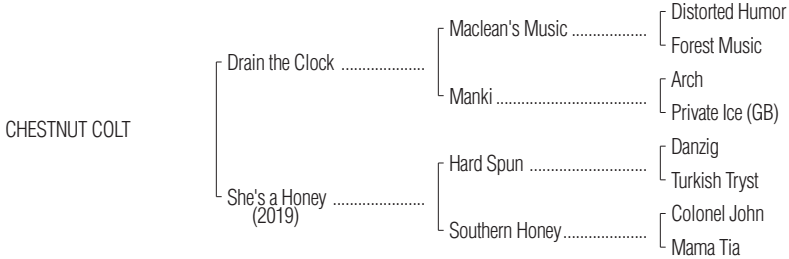 CHESTNUT COLT
Drain the Clock ....................
She's a Honey ......................
(2019)
Maclean's Music ..................
Manki ....................................
Hard Spun ............................
Southern Honey....................
Distorted Humor
Forest Music
Arch
Private Ice (GB)
Danzig
Turkish Tryst
Colonel John
Mama Tia